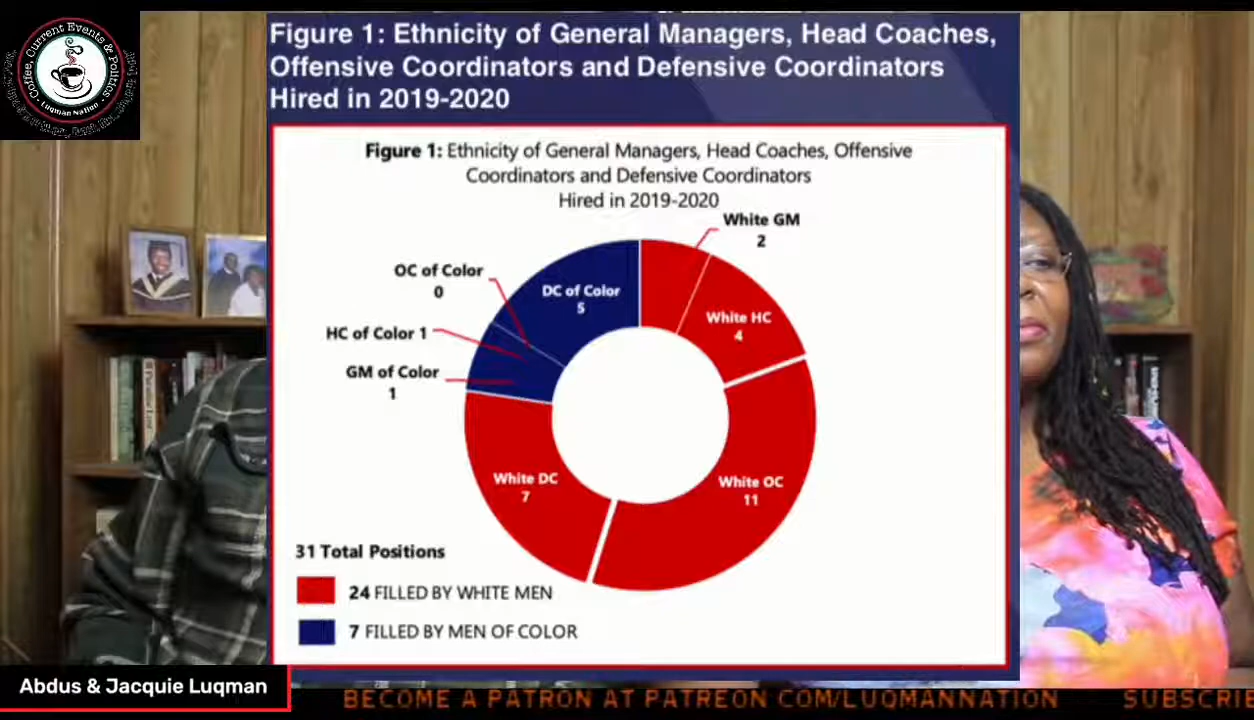 Coffee, Current Events & Politics
Luqman Nation
Figure 1: Ethnicity of General Managers, Head Coaches,
Offensive Coordinators and Defensive Coordinators
Hired in 2019-2020
Figure 1: Ethnicity of General Managers, Head Coaches, Offensive
Coordinators and Defensive Coordinators
Hired in 2019-2020
White GM
2
OC of Color
0
DC of Color
5
White HC
4
HC of Color 1
GM of Color
1
White DC
7
White OC
11
31 Total Positions
24 FILLED BY WHITE MEN
7 FILLED BY MEN OF COLOR
Abdus & Jacquie Luqman
BECOME A PATRON AT PATREON COM/LUQMANNATION SUBSCRIE